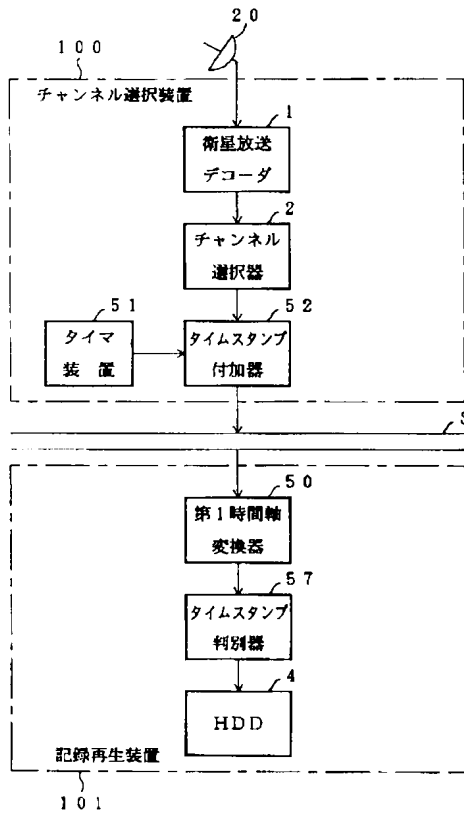 20
100
チャンネル選択装置
1
衛星放送
デコーダ
2
チャンネル
選択器
51
タイマ
装置
52
タイムスタンプ
付加器
50
第1時間軸
変換器
57
タイムスタンプ
判別器
4
HDD
記録再生装置
101